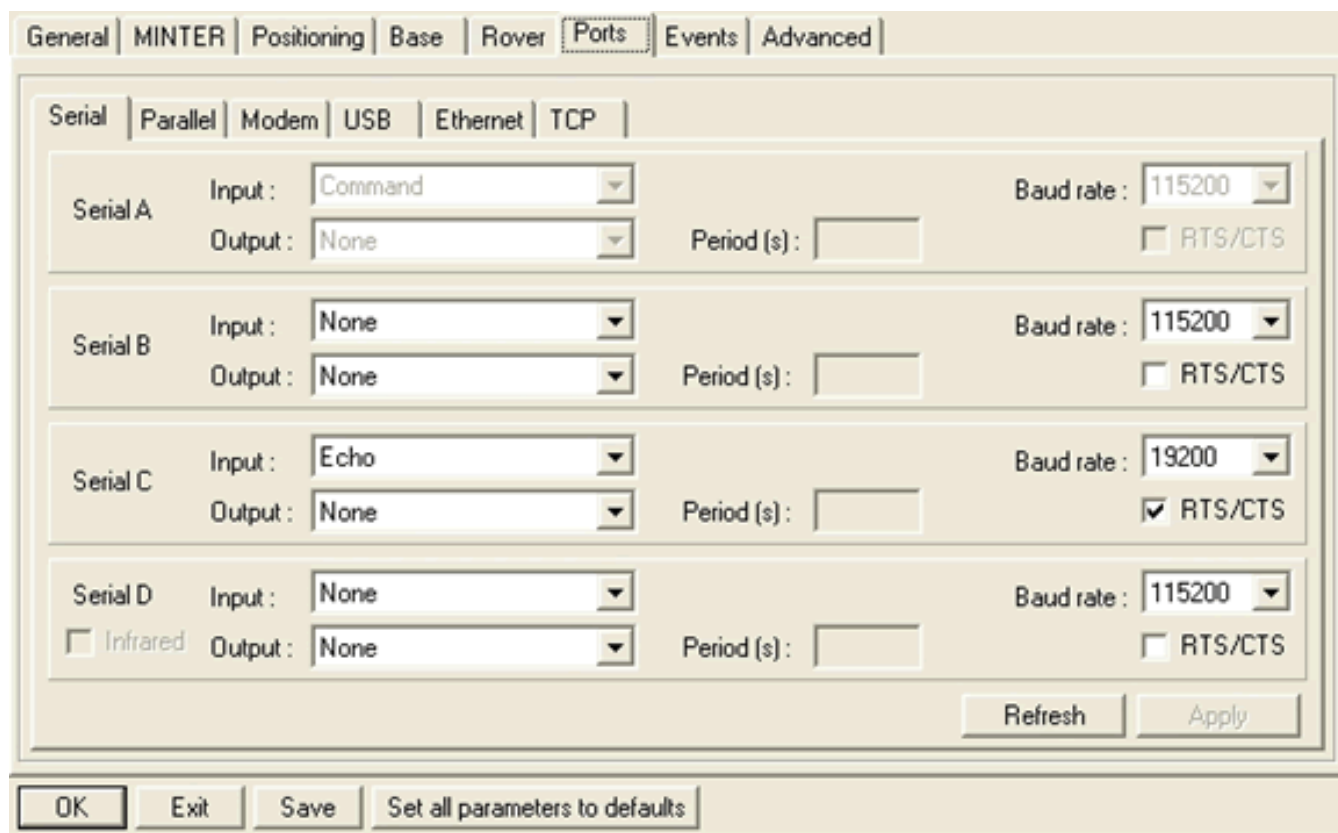 General MINTER Positioning Base Rover Ports Events Advanced
Serial Parallel Modem USB Ethernet TCP
Serial A
Input : Command
Baud rate : 115200
Output : None
Period (s) :
RTS/CTS
Serial B
Input : None
Baud rate : 115200
Output : None
Period (s) :
RTS/CTS
Serial C
Input : Echo
Baud rate : 19200
Output : None
Period (s) :
RTS/CTS
Serial D
Input : None
Baud rate : 115200
Infrared
Output : None
Period (s) :
RTS/CTS
Refresh Apply
OK Exit Save Set all parameters to defaults